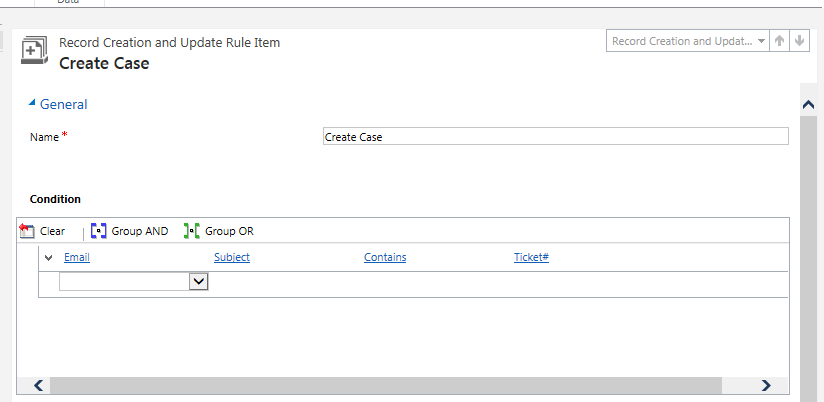 Data
Record Creation and Update Rule Item
Record Creation and Updat...
Create Case
General
Name *
Create Case
Condition
Clear
Group AND
Group OR
Email
Subject
Contains
Ticket#